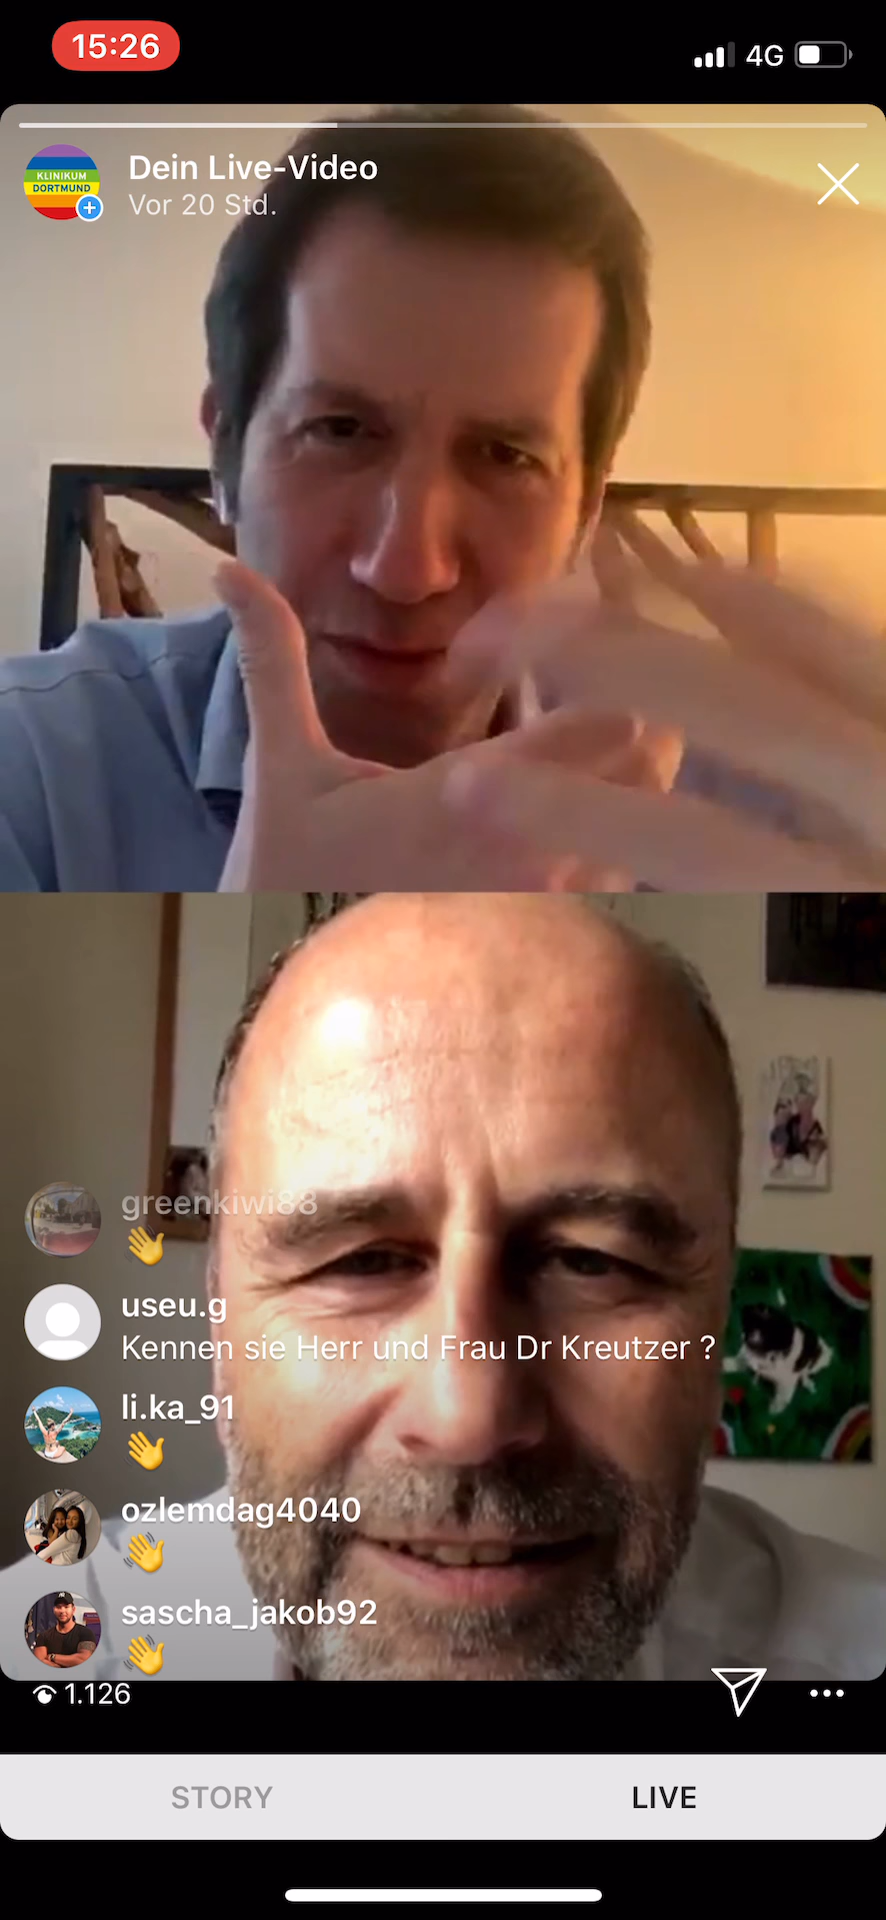 15:26
4G
KLINIKUM
DORTMUND
Dein Live-Video
Vor 20 Std.
greenkiwi88
👋
useu.g
Kennen sie Herr und Frau Dr Kreutzer ?
li.ka_91
👋
ozlemdag4040
👋
sascha_jakob92
👋
1.126
STORY
LIVE